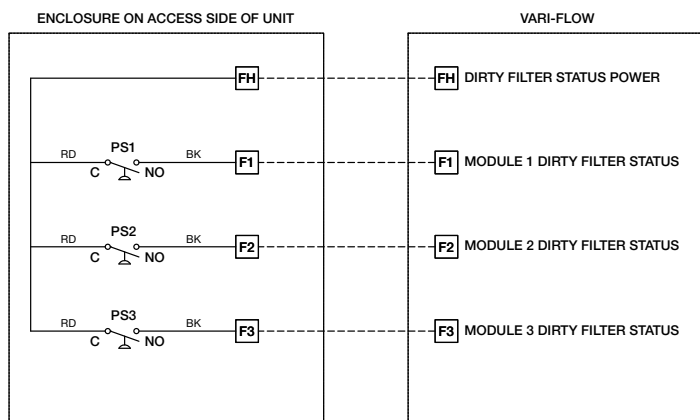 ENCLOSURE ON ACCESS SIDE OF UNIT
VARI-FLOW
FH
FH DIRTY FILTER STATUS POWER
PS1
RD
BK
C
NO
F1
F1 MODULE 1 DIRTY FILTER STATUS
PS2
RD
BK
C
NO
F2
F2 MODULE 2 DIRTY FILTER STATUS
PS3
RD
BK
C
NO
F3
F3 MODULE 3 DIRTY FILTER STATUS